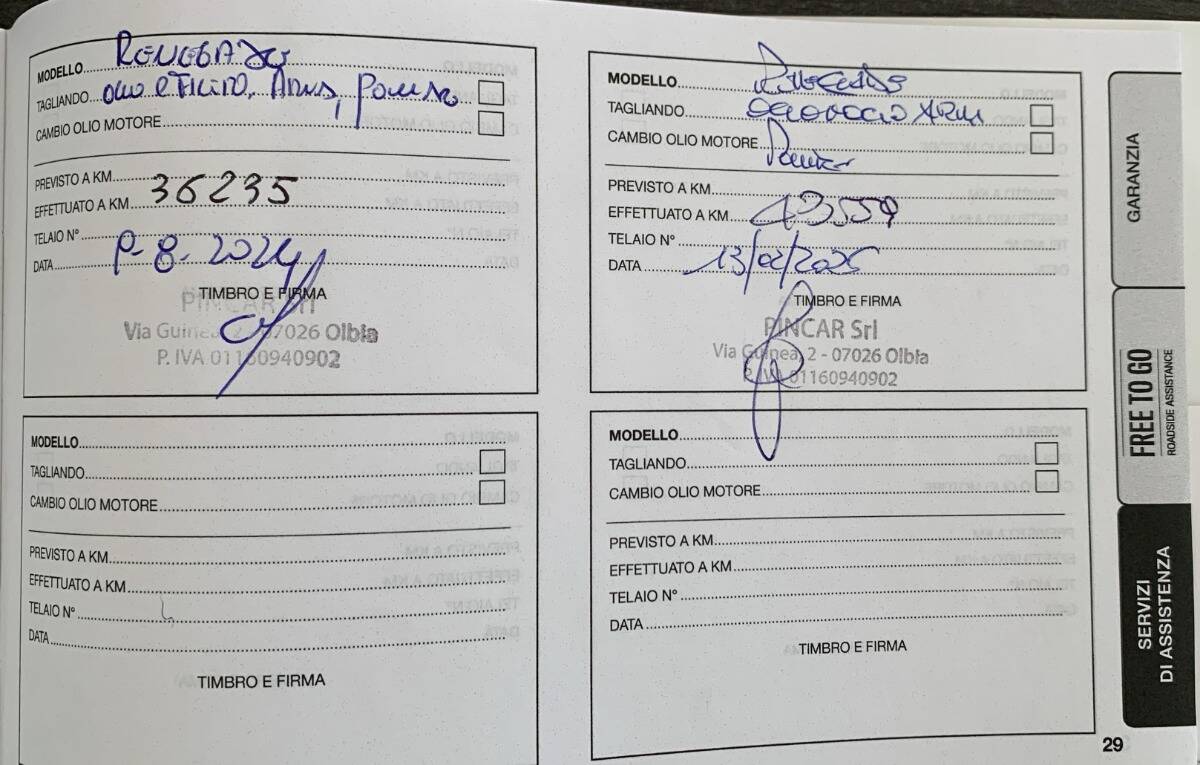 MODELLO RENEGADE
TAGLIANDO OLIO E FILTRO, ARIA, POLLINE
CAMBIO OLIO MOTORE
PREVISTO A KM
EFFETTUATO A KM 36235
TELAIO N°
DATA 8. 2024
TIMBRO E FIRMA
PINCAR Srl
Via Guinea, 2 - 07026 Olbia
P. IVA 01160940902
MODELLO
TAGLIANDO
CAMBIO OLIO MOTORE
PREVISTO A KM
EFFETTUATO A KM 43559
TELAIO N°
DATA 13/02/2025
TIMBRO E FIRMA
PINCAR Srl
Via Guinea, 2 - 07026 Olbia
P. IVA 01160940902
MODELLO
TAGLIANDO
CAMBIO OLIO MOTORE
PREVISTO A KM
EFFETTUATO A KM
TELAIO N°
DATA
TIMBRO E FIRMA
MODELLO
TAGLIANDO
CAMBIO OLIO MOTORE
PREVISTO A KM
EFFETTUATO A KM
TELAIO N°
DATA
TIMBRO E FIRMA
GARANZIA
FREE TO GO
ROADSIDE ASSISTANCE
SERVIZI
DI ASSISTENZA
29